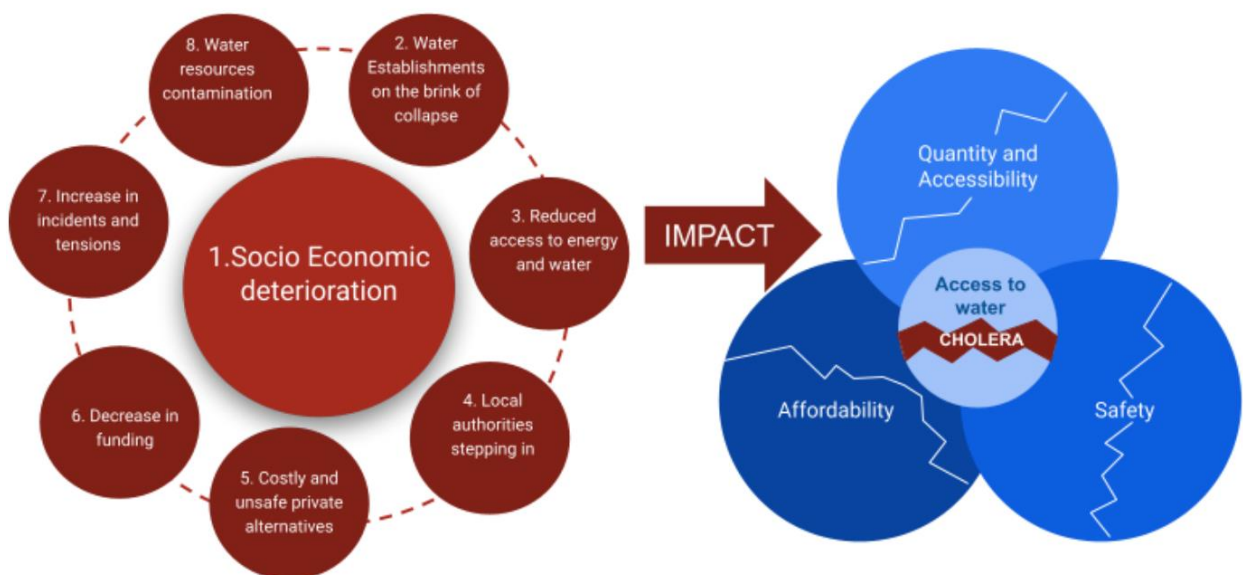 1.Socio Economic
deterioration
2. Water
Establishments
on the brink of
collapse
3. Reduced
access to energy
and water
4. Local
authorities
stepping in
5. Costly and
unsafe private
alternatives
6. Decrease in
funding
7. Increase in
incidents and
tensions
8. Water
resources
contamination
IMPACT
Quantity and
Accessibility
Access to
water
CHOLERA
Affordability
Safety